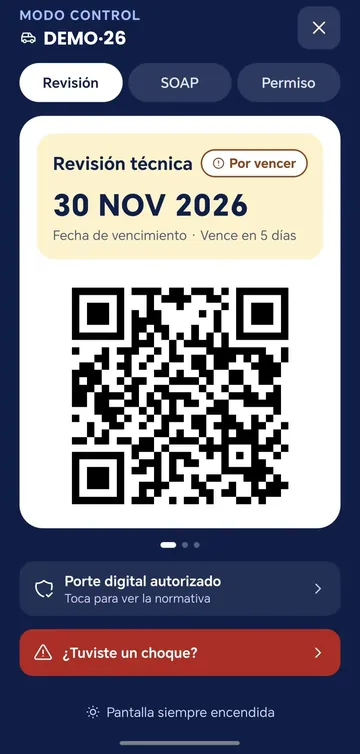 MODO CONTROL
DEMO·26
Revisión
SOAP
Permiso
Revisión técnica
Por vencer
30 NOV 2026
Fecha de vencimiento · Vence en 5 días
Porte digital autorizado
Toca para ver la normativa
¿Tuviste un choque?
Pantalla siempre encendida